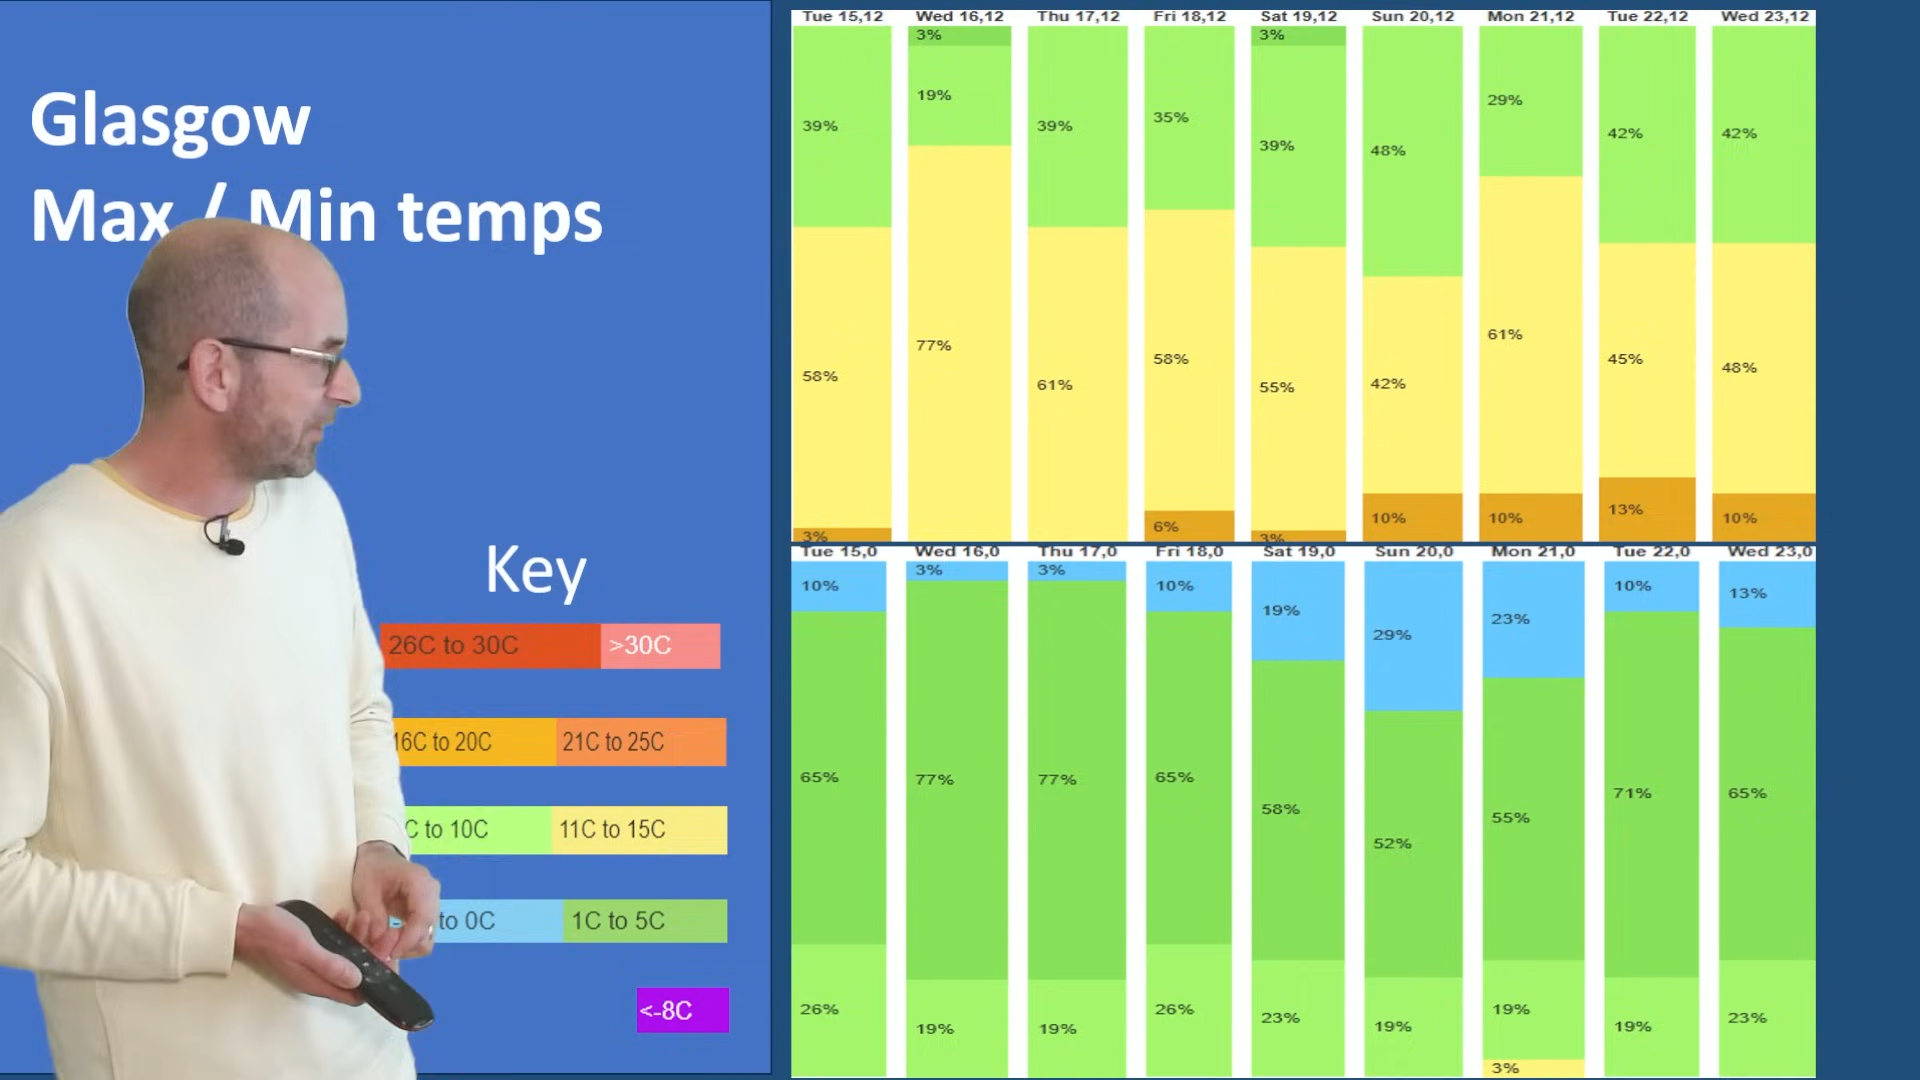 Glasgow
Max / Min temps
Key
26C to 30C >30C
16C to 20C 21C to 25C
C to 10C 11C to 15C
to 0C 1C to 5C
<-8C
Tue 15,12 Wed 16,12 Thu 17,12 Fri 18,12 Sat 19,12 Sun 20,12 Mon 21,12 Tue 22,12 Wed 23,12
3% 3%
39% 19% 39% 35% 39% 48% 29% 42% 42%
58% 77% 61% 58% 55% 42% 61% 45% 48%
3% 6% 3% 10% 10% 13% 10%
Tue 15,0 Wed 16,0 Thu 17,0 Fri 18,0 Sat 19,0 Sun 20,0 Mon 21,0 Tue 22,0 Wed 23,0
10% 3% 3% 10% 19% 29% 23% 10% 13%
65% 77% 77% 65% 58% 52% 55% 71% 65%
26% 19% 19% 26% 23% 19% 19% 19% 23%
3%